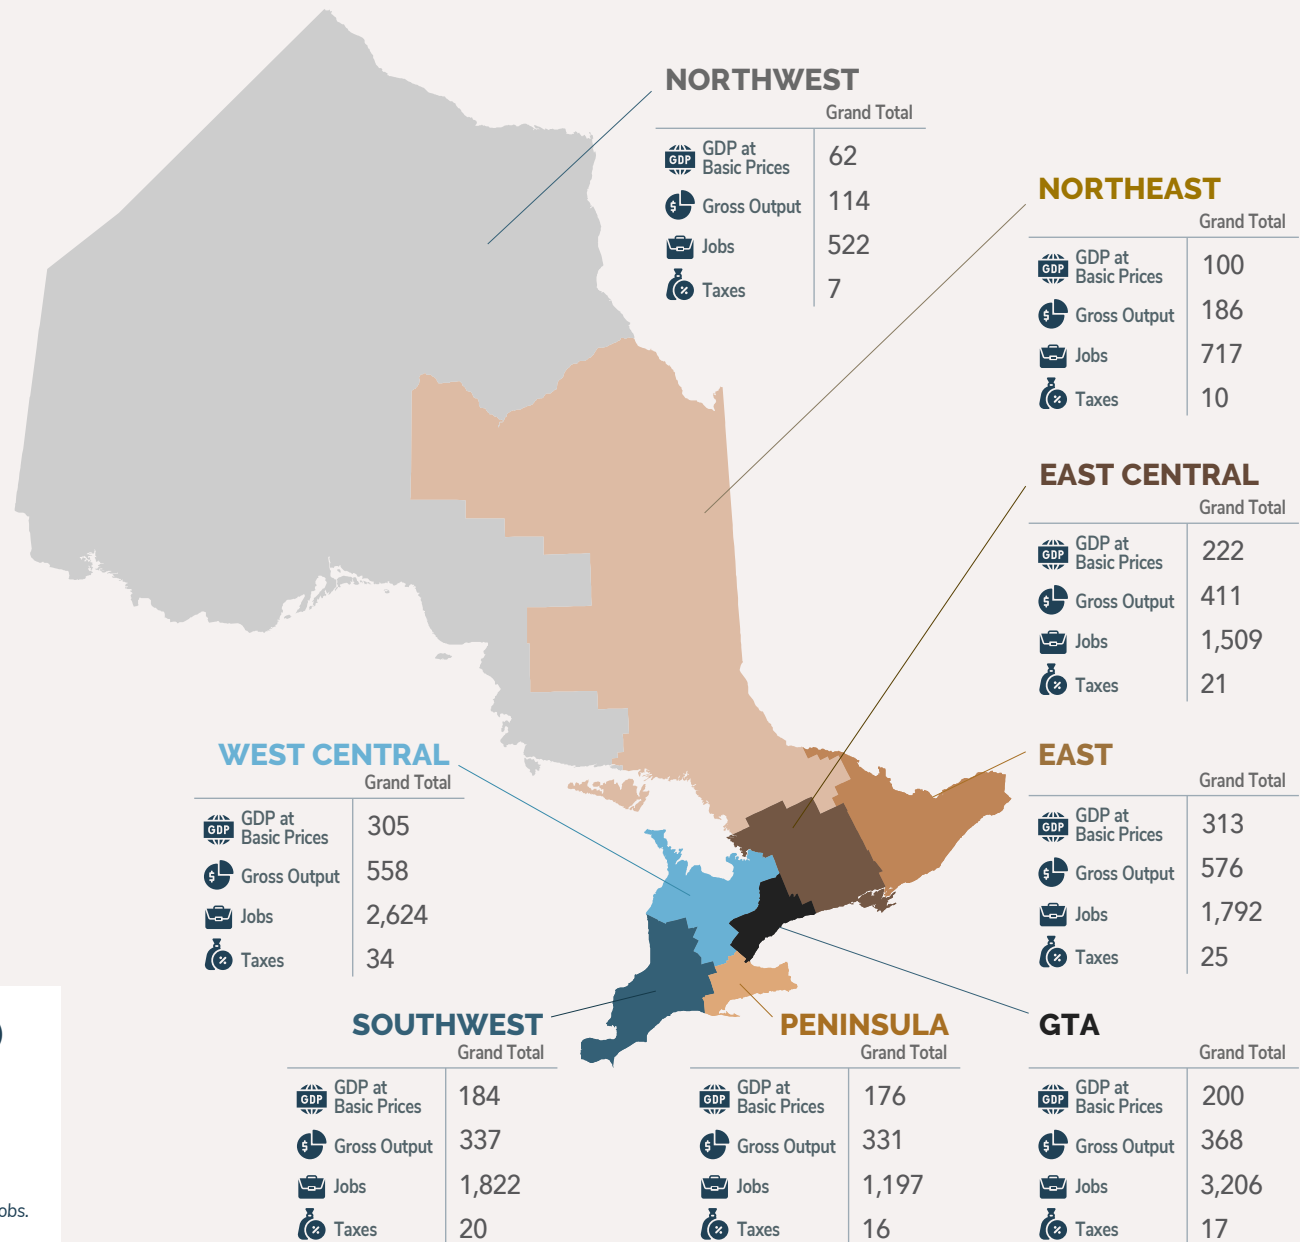 NORTHWEST
Grand Total
GDP at
Basic Prices
62
Gross Output
114
Jobs
522
Taxes
7
NORTHEAST
Grand Total
GDP at
Basic Prices
100
Gross Output
186
Jobs
717
Taxes
10
EAST CENTRAL
Grand Total
GDP at
Basic Prices
222
Gross Output
411
Jobs
1,509
Taxes
21
WEST CENTRAL
Grand Total
GDP at
Basic Prices
305
Gross Output
558
Jobs
2,624
Taxes
34
EAST
Grand Total
GDP at
Basic Prices
313
Gross Output
576
Jobs
1,792
Taxes
25
SOUTHWEST
Grand Total
GDP at
Basic Prices
184
Gross Output
337
Jobs
1,822
Taxes
20
PENINSULA
Grand Total
GDP at
Basic Prices
176
Gross Output
331
Jobs
1,197
Taxes
16
GTA
Grand Total
GDP at
Basic Prices
200
Gross Output
368
Jobs
3,206
Taxes
17